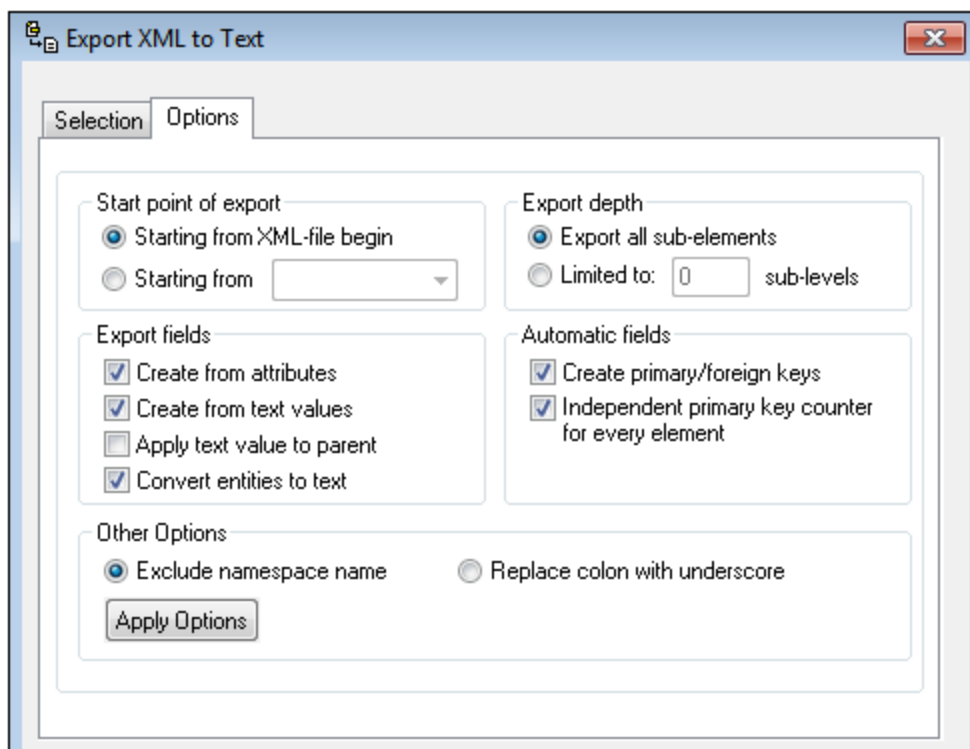 Export XML to Text
Selection
Options
Start point of export
Starting from XML-file begin
Starting from
Export depth
Export all sub-elements
Limited to: 0 sub-levels
Export fields
Create from attributes
Create from text values
Apply text value to parent
Convert entities to text
Automatic fields
Create primary/foreign keys
Independent primary key counter
for every element
Other Options
Exclude namespace name
Replace colon with underscore
Apply Options